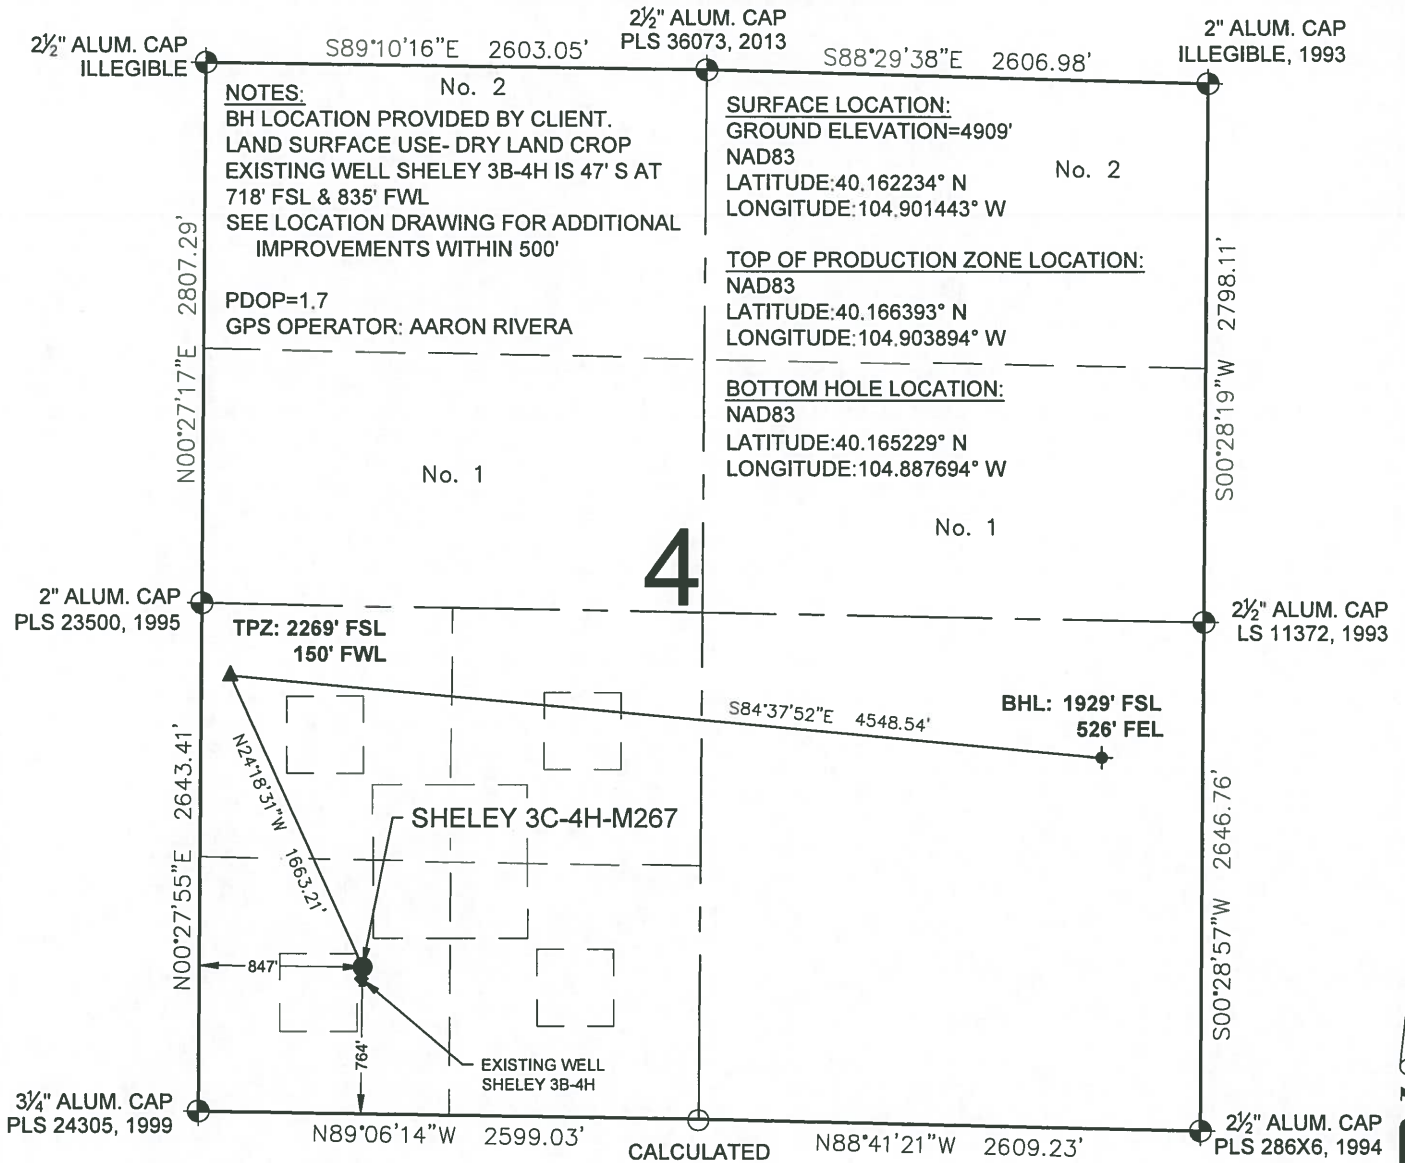 2½" ALUM. CAP
ILLEGIBLE
S89°10'16"E 2603.05'
2½" ALUM. CAP
PLS 36073, 2013
S88°29'38"E 2606.98'
2" ALUM. CAP
ILLEGIBLE, 1993
No. 2
NOTES:
BH LOCATION PROVIDED BY CLIENT.
LAND SURFACE USE- DRY LAND CROP
EXISTING WELL SHELEY 3B-4H IS 47' S AT
718' FSL & 835' FWL
SEE LOCATION DRAWING FOR ADDITIONAL
IMPROVEMENTS WITHIN 500'
PDOP=1.7
GPS OPERATOR: AARON RIVERA
SURFACE LOCATION:
GROUND ELEVATION=4909'
NAD83
LATITUDE:40.162234° N
LONGITUDE:104.901443° W
No. 2
TOP OF PRODUCTION ZONE LOCATION:
NAD83
LATITUDE:40.166393° N
LONGITUDE:104.903894° W
BOTTOM HOLE LOCATION:
NAD83
LATITUDE:40.165229° N
LONGITUDE:104.887694° W
N00°27'17"E 2807.29'
S00°28'19"W 2798.11'
No. 1
No. 1
4
2" ALUM. CAP
PLS 23500, 1995
2½" ALUM. CAP
LS 11372, 1993
TPZ: 2269' FSL
150' FWL
S84°37'52"E 4548.54'
BHL: 1929' FSL
526' FEL
N24°18'31"W 1663.21'
N00°27'55"E 2643.41'
S00°28'57"W 2646.76'
SHELEY 3C-4H-M267
847'
764'
EXISTING WELL
SHELEY 3B-4H
3¼" ALUM. CAP
PLS 24305, 1999
N89°06'14"W 2599.03'
CALCULATED
N88°41'21"W 2609.23'
2½" ALUM. CAP
PLS 286X6, 1994